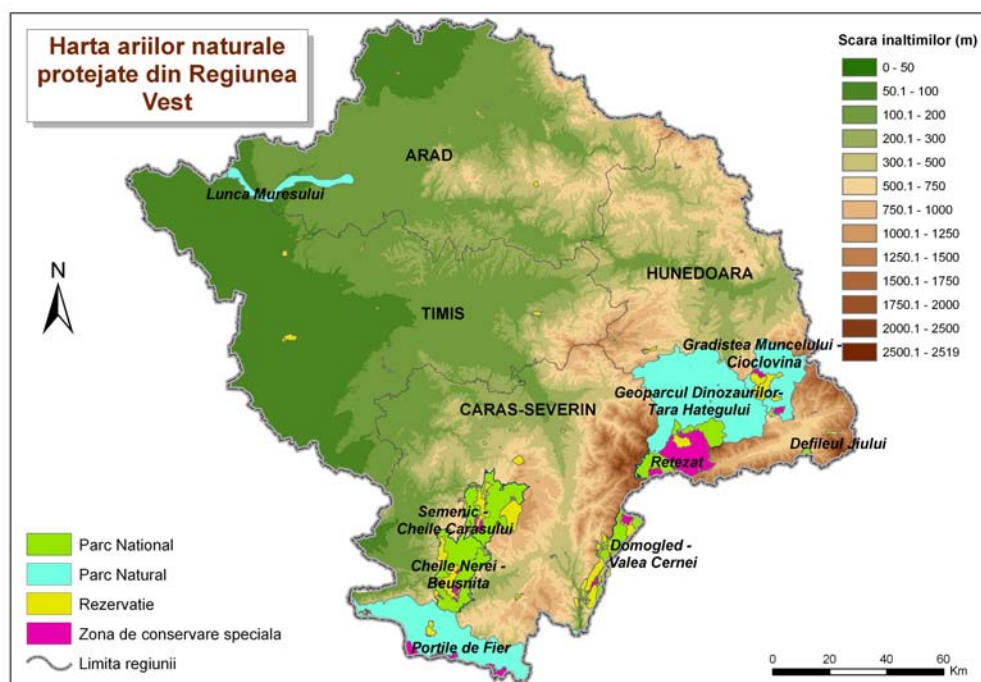 Harta ariilor naturale
protejate din Regiunea
Vest
Scara inaltimilor (m)
0 - 50
50.1 - 100
100.1 - 200
200.1 - 300
300.1 - 500
500.1 - 750
750.1 - 1000
1000.1 - 1250
1250.1 - 1500
1500.1 - 1750
1750.1 - 2000
2000.1 - 2500
2500.1 - 2519
ARAD
Lunca Muresului
N
HUNEDOARA
TIMIS
Gradistea Muncelului -
Cioclovina
Geoparcul Dinozaurilor-
Tara Hategului
CARAS-SEVERIN
Defileul Jiului
Retezat
Semenic -
Cheile Carasului
Domogled -
Valea Cernei
Cheile Nerei -
Beusnita
Portile de Fier
Parc National
Parc Natural
Rezervatie
Zona de conservare speciala
Limita regiunii
0 20 40 60
Km